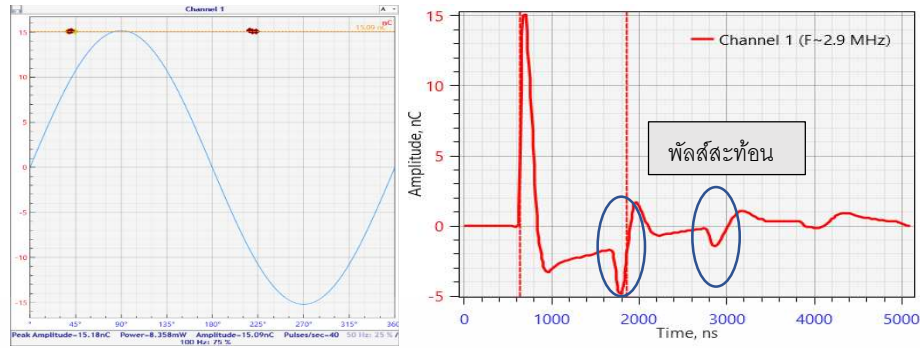 Channel 1
A
nC
15,09 nC
15
10
5
0
-5
-10
-15
0° 45° 90° 135° 180° 225° 270° 315° 360
Peak Amplitude=15.18nC Power=8.358mW Amplitude=15.09nC Pulses/sec=40 50 Hz: 25 % /
100 Hz: 75 %
Channel 1 (F~2.9 MHz)
พัลส์สะท้อน
Amplitude, nC
15
10
5
0
-5
0 1000 2000 3000 4000 5000
Time, ns